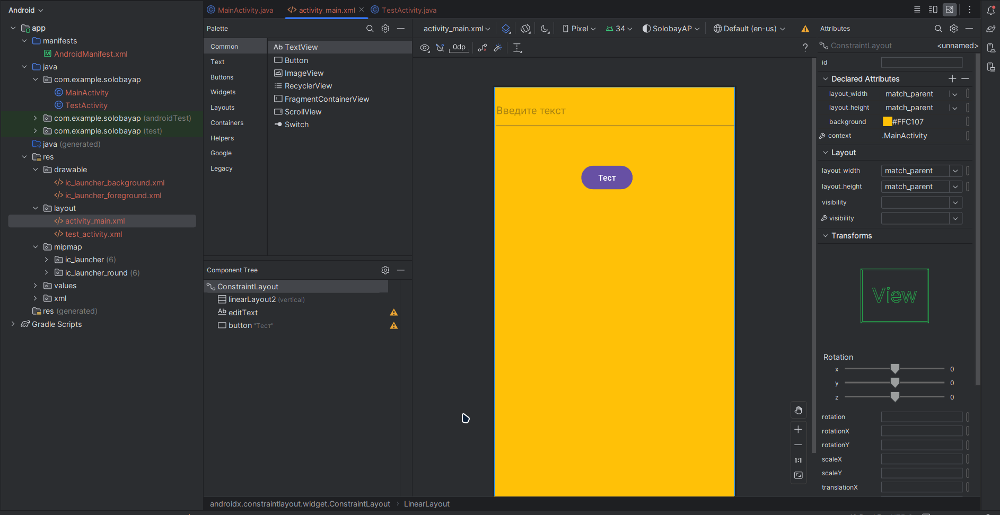 Android
app
manifests
AndroidManifest.xml
java
com.example.solobayap
MainActivity
TestActivity
com.example.solobayap (androidTest)
com.example.solobayap (test)
java (generated)
res
drawable
ic_launcher_background.xml
ic_launcher_foreground.xml
layout
activity_main.xml
test_activity.xml
mipmap
ic_launcher (6)
ic_launcher_round (6)
values
xml
res (generated)
Gradle Scripts
MainActivity.java
activity_main.xml
TestActivity.java
Palette
Common
Text
Buttons
Widgets
Layouts
Containers
Helpers
Google
Legacy
Ab TextView
Button
ImageView
RecyclerView
FragmentContainerView
ScrollView
Switch
Component Tree
ConstraintLayout
linearLayout2 (vertical)
Ab editText
button "Тест"
activity_main.xml
Pixel
34
SolobayAP
Default (en-us)
0dp
?
Введите текст
Тест
1:1
Attributes
ConstraintLayout <unnamed>
id
Declared Attributes
layout_width match_parent
layout_height match_parent
background #FFC107
context .MainActivity
Layout
layout_width match_parent
layout_height match_parent
visibility
visibility
Transforms
View
Rotation
x 0
y 0
z 0
rotation
rotationX
rotationY
scaleX
scaleY
translationX
androidx.constraintlayout.widget.ConstraintLayout > LinearLayout